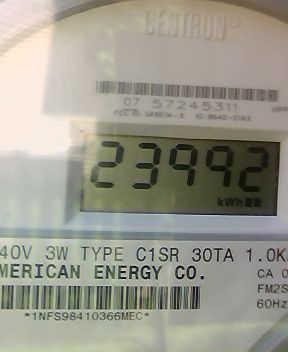 CENTRON
07 57245311
23992
kWh
40V 3W TYPE C1SR 30TA 1.0K
MERICAN ENERGY CO.
CA 0
FM2S
60Hz
*1NFS98410366MEC*